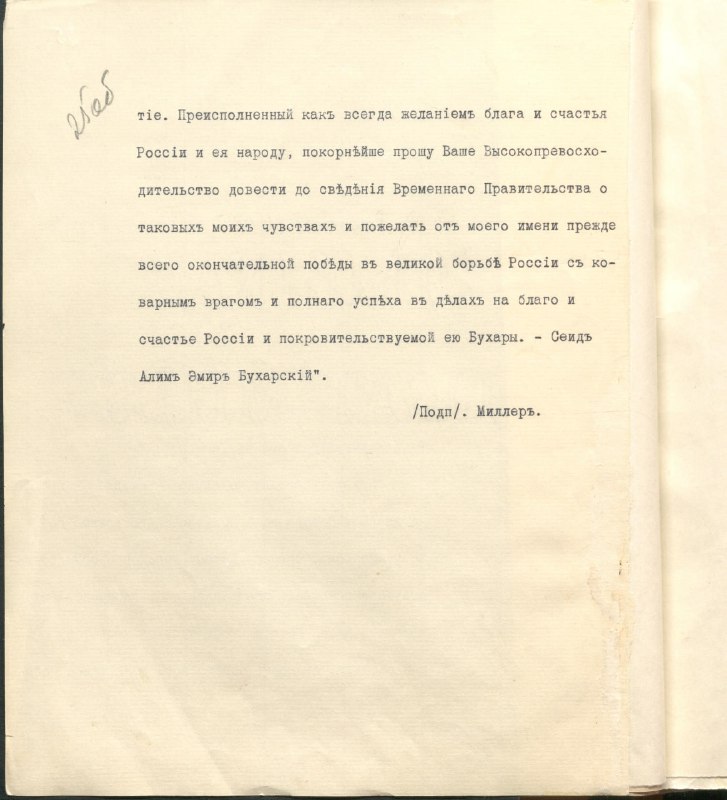 25об
тіе. Преисполненный какъ всегда желаніемъ блага и счастья
Россіи и ея народу, покорнѣйше прошу Ваше Высокопревосхо-
дительство довести до свѣдѣнія Временнаго Правительства о
таковыхъ моихъ чувствахъ и пожелать отъ моего имени прежде
всего окончательной побѣды въ великой борьбѣ Россіи съ ко-
варнымъ врагомъ и полнаго успѣха въ дѣлахъ на благо и
счастье Россіи и покровительствуемой ею Бухары. - Сеидъ
Алимъ Эмиръ Бухарскій".
/Подп/. Миллеръ.